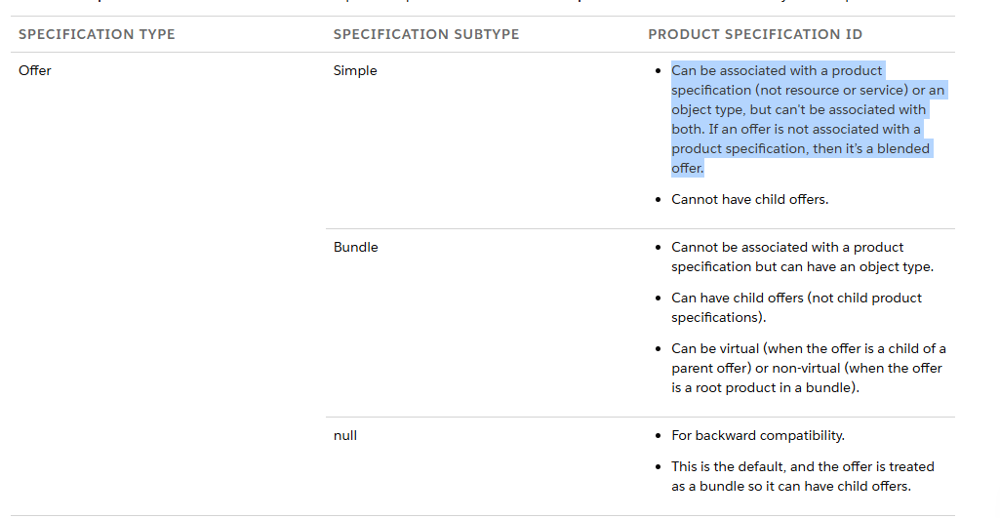 SPECIFICATION TYPE SPECIFICATION SUBTYPE PRODUCT SPECIFICATION ID
Offer
Simple
• Can be associated with a product
specification (not resource or service) or an
object type, but can't be associated with
both. If an offer is not associated with a
product specification, then it's a blended
offer.
• Cannot have child offers.
Bundle
• Cannot be associated with a product
specification but can have an object type.
• Can have child offers (not child product
specifications).
• Can be virtual (when the offer is a child of a
parent offer) or non-virtual (when the offer
is a root product in a bundle).
null
• For backward compatibility.
• This is the default, and the offer is treated
as a bundle so it can have child offers.